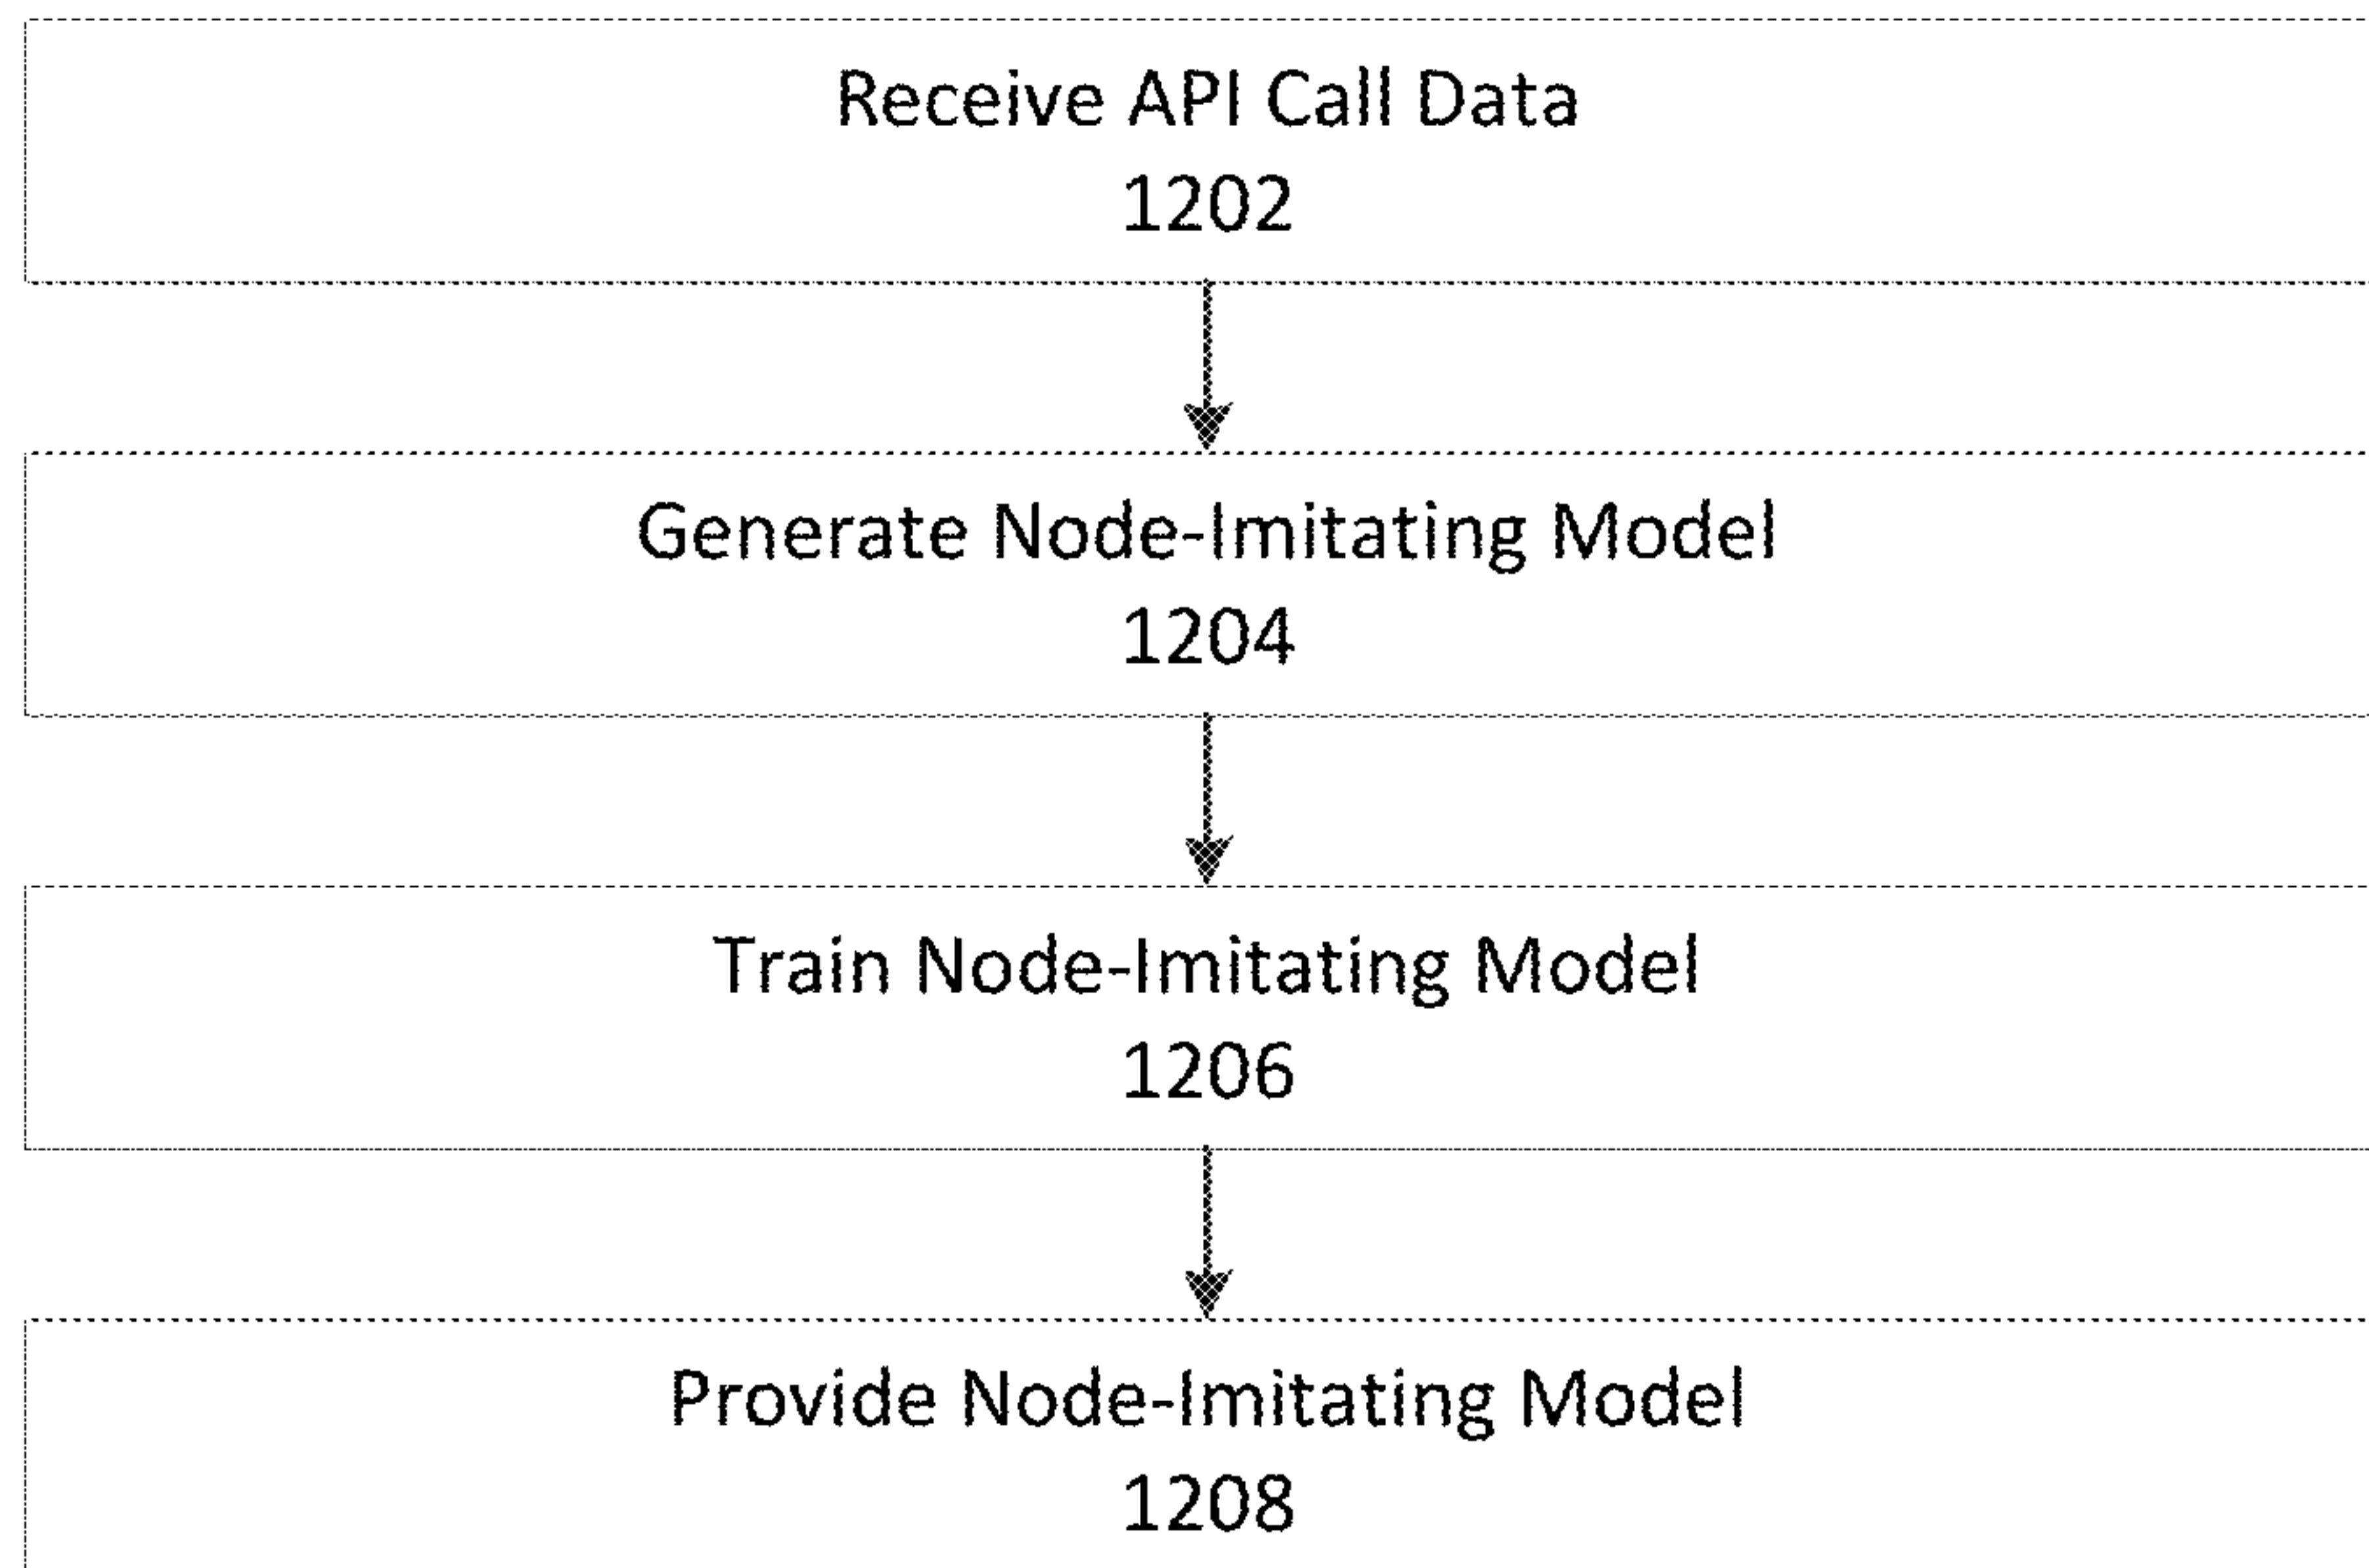 Receive API Call Data
1202
Generate Node-Imitating Model
1204
Train Node-Imitating Model
1206
Provide Node-Imitating Model
1208